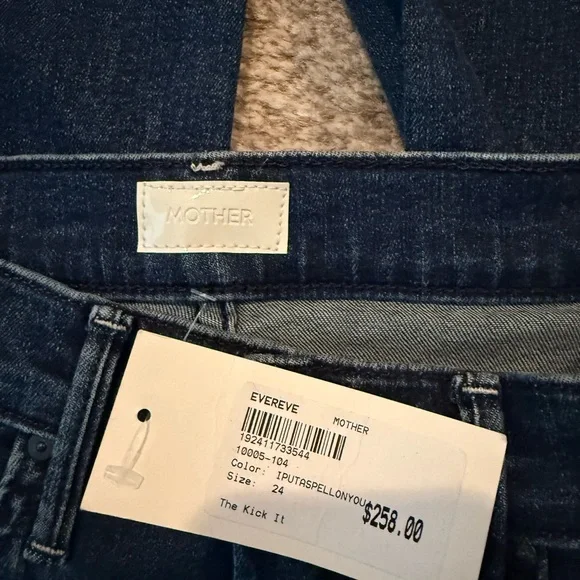 MOTHER
EVEREVE MOTHER
192411733544
10005-104
Color: IPUTASPELLONYOU
Size: 24
$258.00
The Kick It